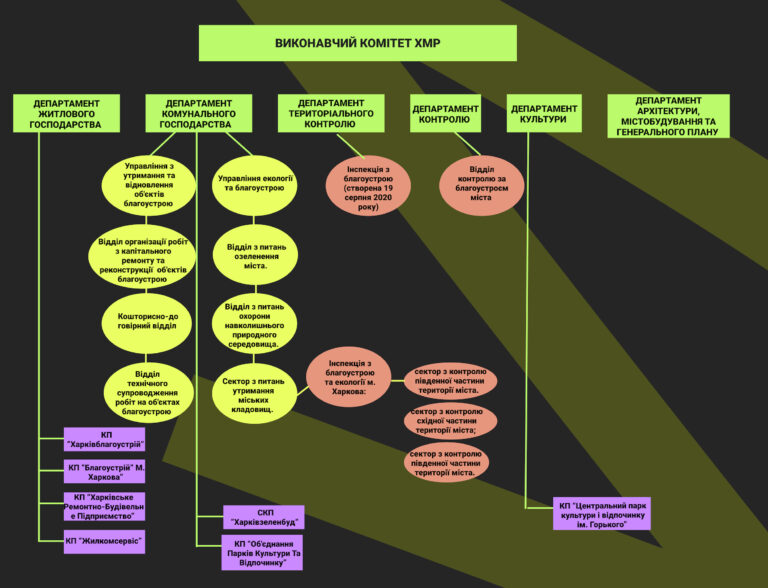 ВИКОНАВЧИЙ КОМІТЕТ ХМР
ДЕПАРТАМЕНТ
ЖИТЛОВОГО
ГОСПОДАРСТВА
ДЕПАРТАМЕНТ
КОМУНАЛЬНОГО
ГОСПОДАРСТВА
ДЕПАРТАМЕНТ
ТЕРИТОРІАЛЬНОГО
КОНТРОЛЮ
ДЕПАРТАМЕНТ
КОНТРОЛЮ
ДЕПАРТАМЕНТ
КУЛЬТУРИ
ДЕПАРТАМЕНТ
АРХІТЕКТУРИ,
МІСТОБУДУВАННЯ ТА
ГЕНЕРАЛЬНОГО ПЛАНУ
Управління з
утримання та
відновлення
об'єктів
благоустрою
Управління екології
та благоустрою
Інспекція з
благоустрою
(створена 19
серпня 2020
року)
Відділ
контролю за
благоустроєм
міста
Відділ організації робіт
з капітального
ремонту та
реконструкції об'єктів
благоустрою
Відділ з питань
озеленення
міста.
Кошторисно-до
говірний відділ
Відділ з питань
охорони
навколишнього
природного
середовища.
Відділ
технічного
супроводження
робіт на об'єктах
благоустрою
Сектор з питань
утримання
міських
кладовищ.
Інспекція з
благоустрою
та екології м.
Харкова:
сектор з контролю
південної частини
території міста.
сектор з контролю
східної частини
території міста;
сектор з контролю
південної частини
території міста.
КП
"Харківблагоустрій"
КП "Благоустрій" М.
Харкова"
КП "Харківське
Ремонтно-Будівельн
е Підприємство"
КП "Жилкомсервіс"
СКП
"Харківзеленбуд"
КП "Об'єднання
Парків Культури Та
Відпочинку"
КП "Центральний парк
культури і відпочинку
ім. Горького"